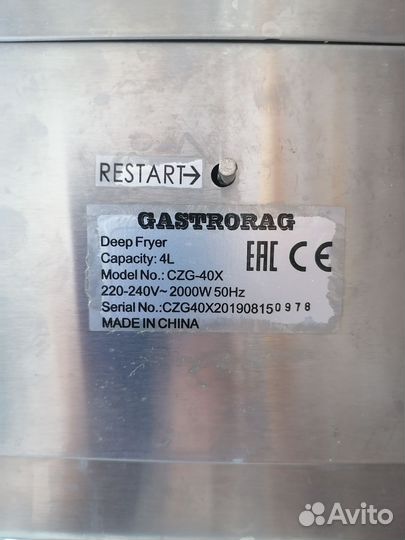 RESTART→
GASTRORAG
Deep Fryer
Capacity: 4L
Model No.: CZG-40X
220-240V~ 2000W 50Hz
Serial No.:CZG40X201908150978
MADE IN CHINA
EAC CE
Avito